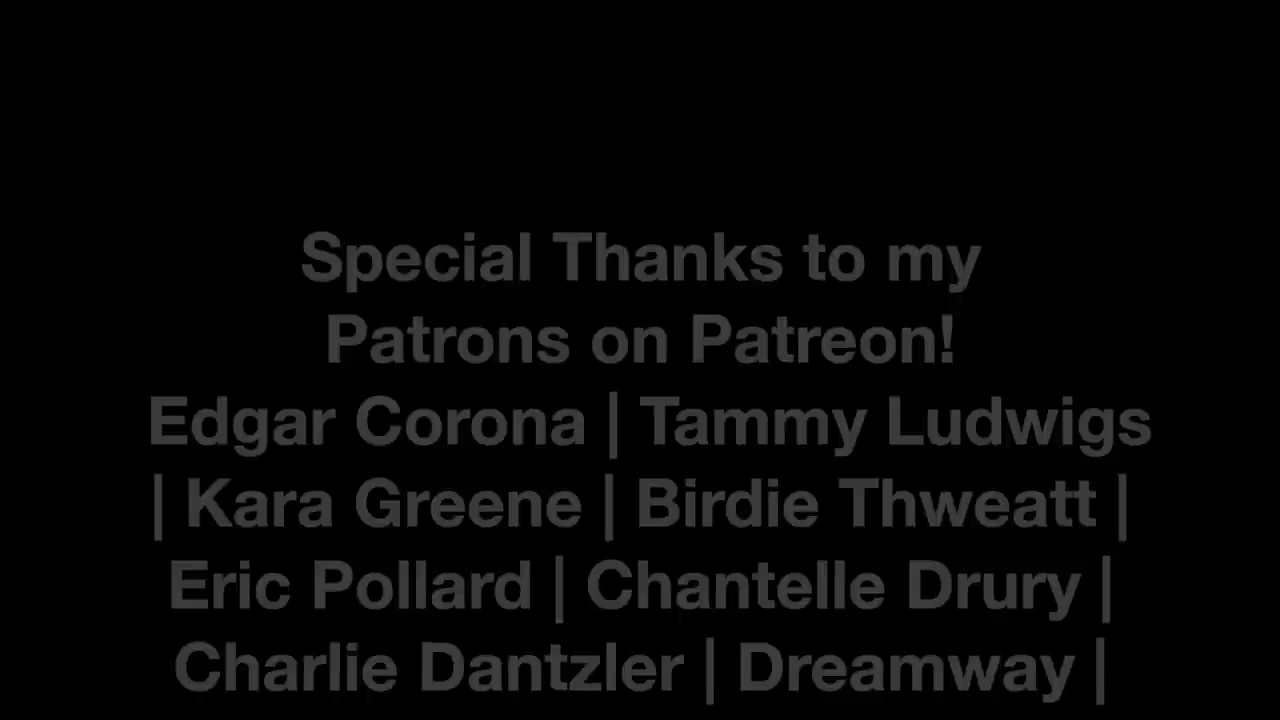 Special Thanks to my
Patrons on Patreon!
Edgar Corona | Tammy Ludwigs
| Kara Greene | Birdie Thweatt |
Eric Pollard | Chantelle Drury |
Charlie Dantzler | Dreamway |